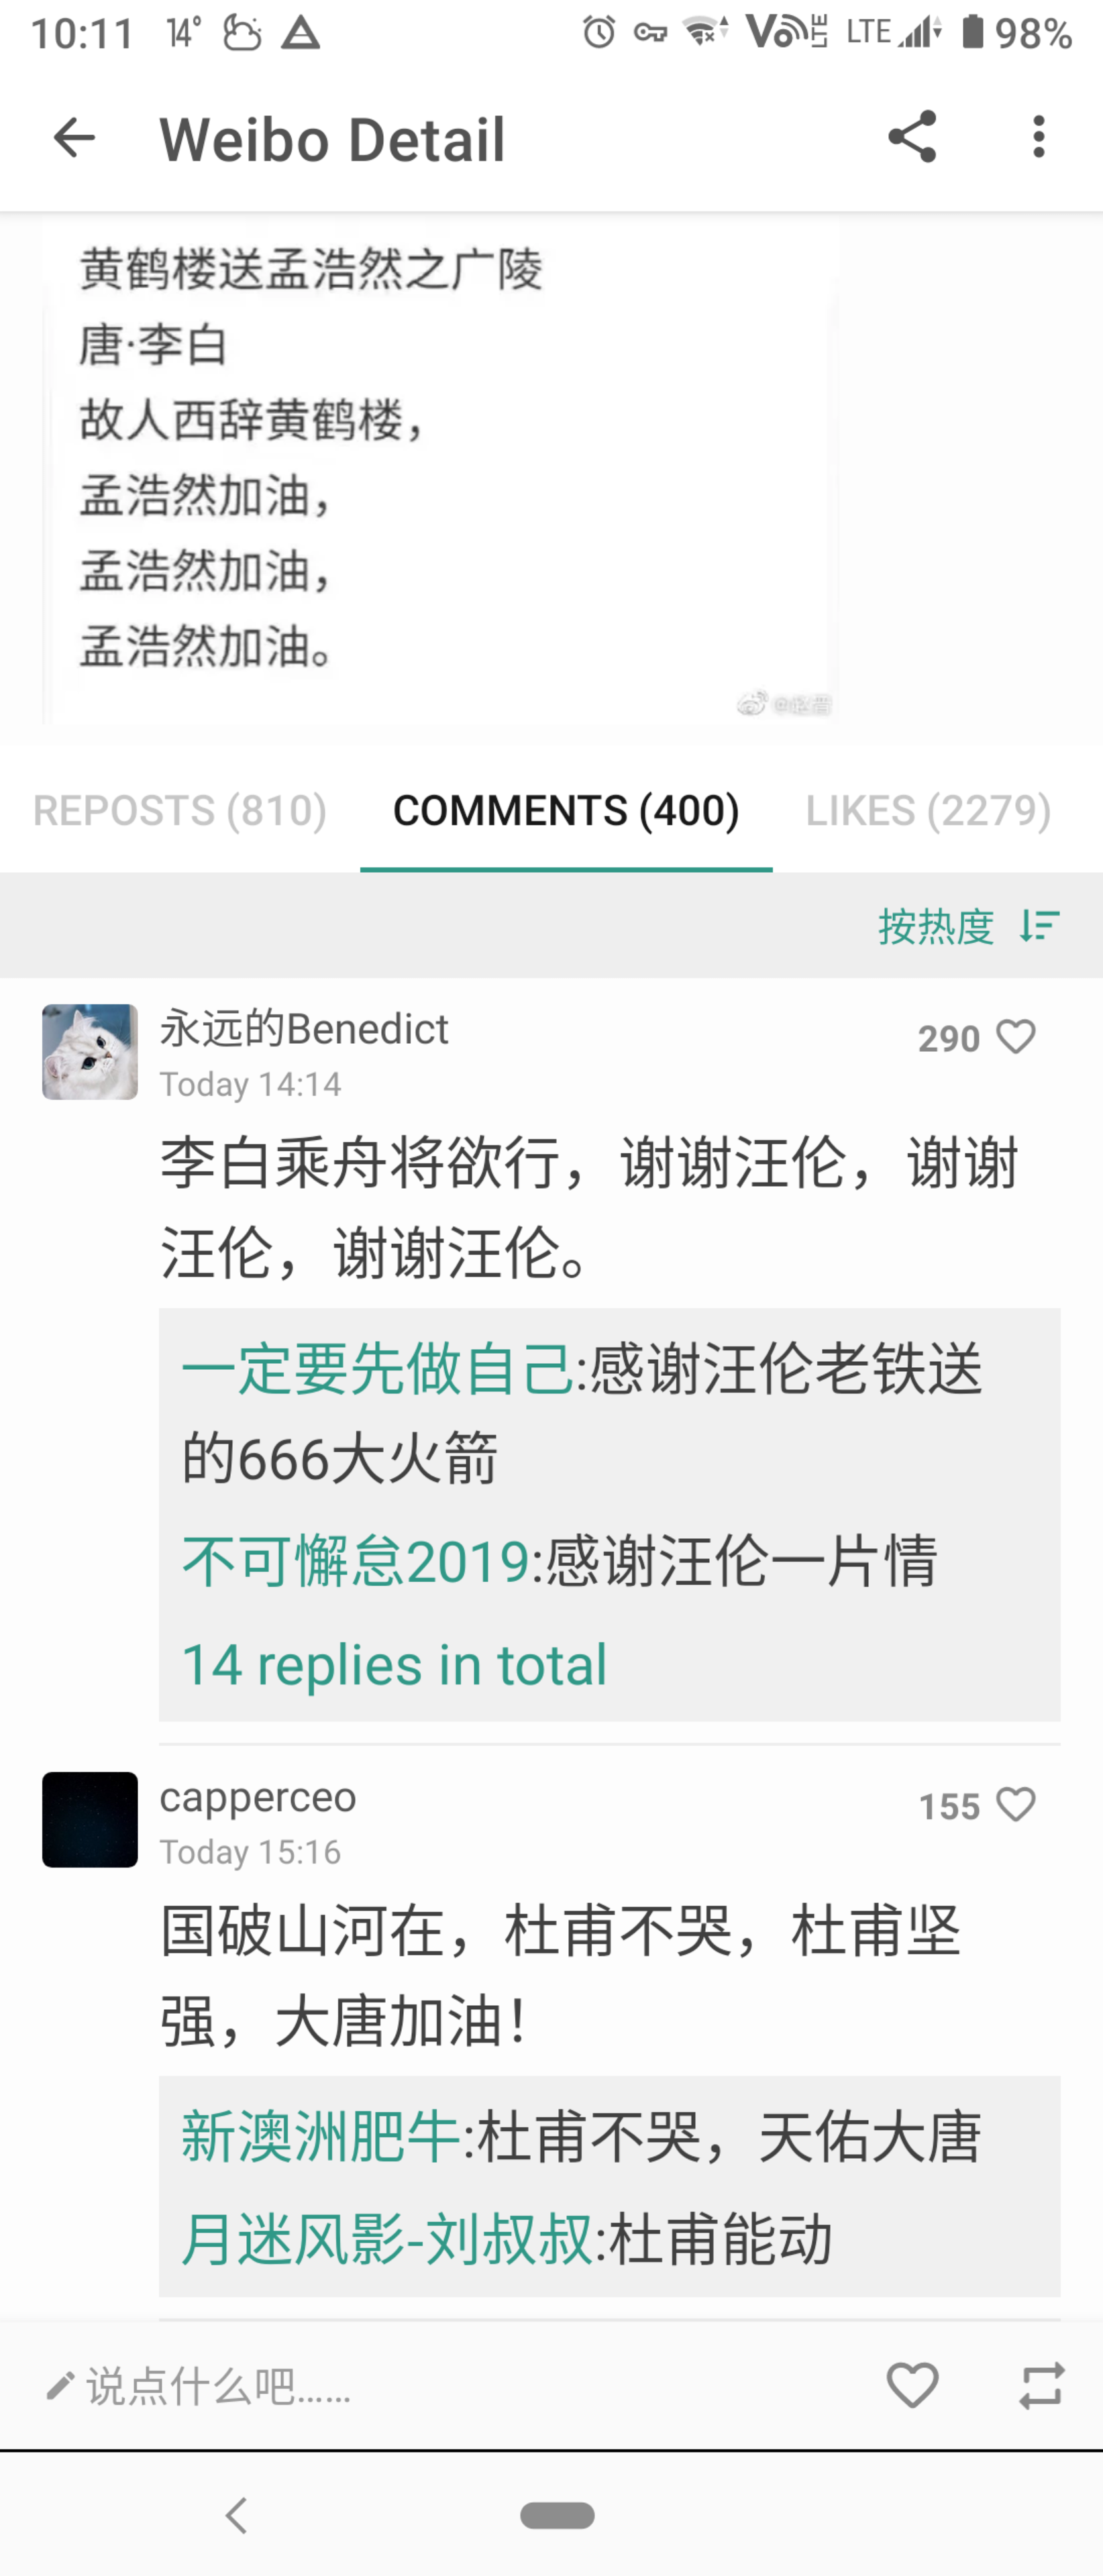 10:11 14° VoLTE LTE 98%
Weibo Detail
黄鹤楼送孟浩然之广陵
唐·李白
故人西辞黄鹤楼，
孟浩然加油，
孟浩然加油，
孟浩然加油。
@赵晋
REPOSTS (810) COMMENTS (400) LIKES (2279)
按热度
永远的Benedict 290
Today 14:14
李白乘舟将欲行，谢谢汪伦，谢谢
汪伦，谢谢汪伦。
一定要先做自己:感谢汪伦老铁送
的666大火箭
不可懈怠2019:感谢汪伦一片情
14 replies in total
capperceo 155
Today 15:16
国破山河在，杜甫不哭，杜甫坚
强，大唐加油！
新澳洲肥牛:杜甫不哭，天佑大唐
月迷风影-刘叔叔:杜甫能动
说点什么吧......